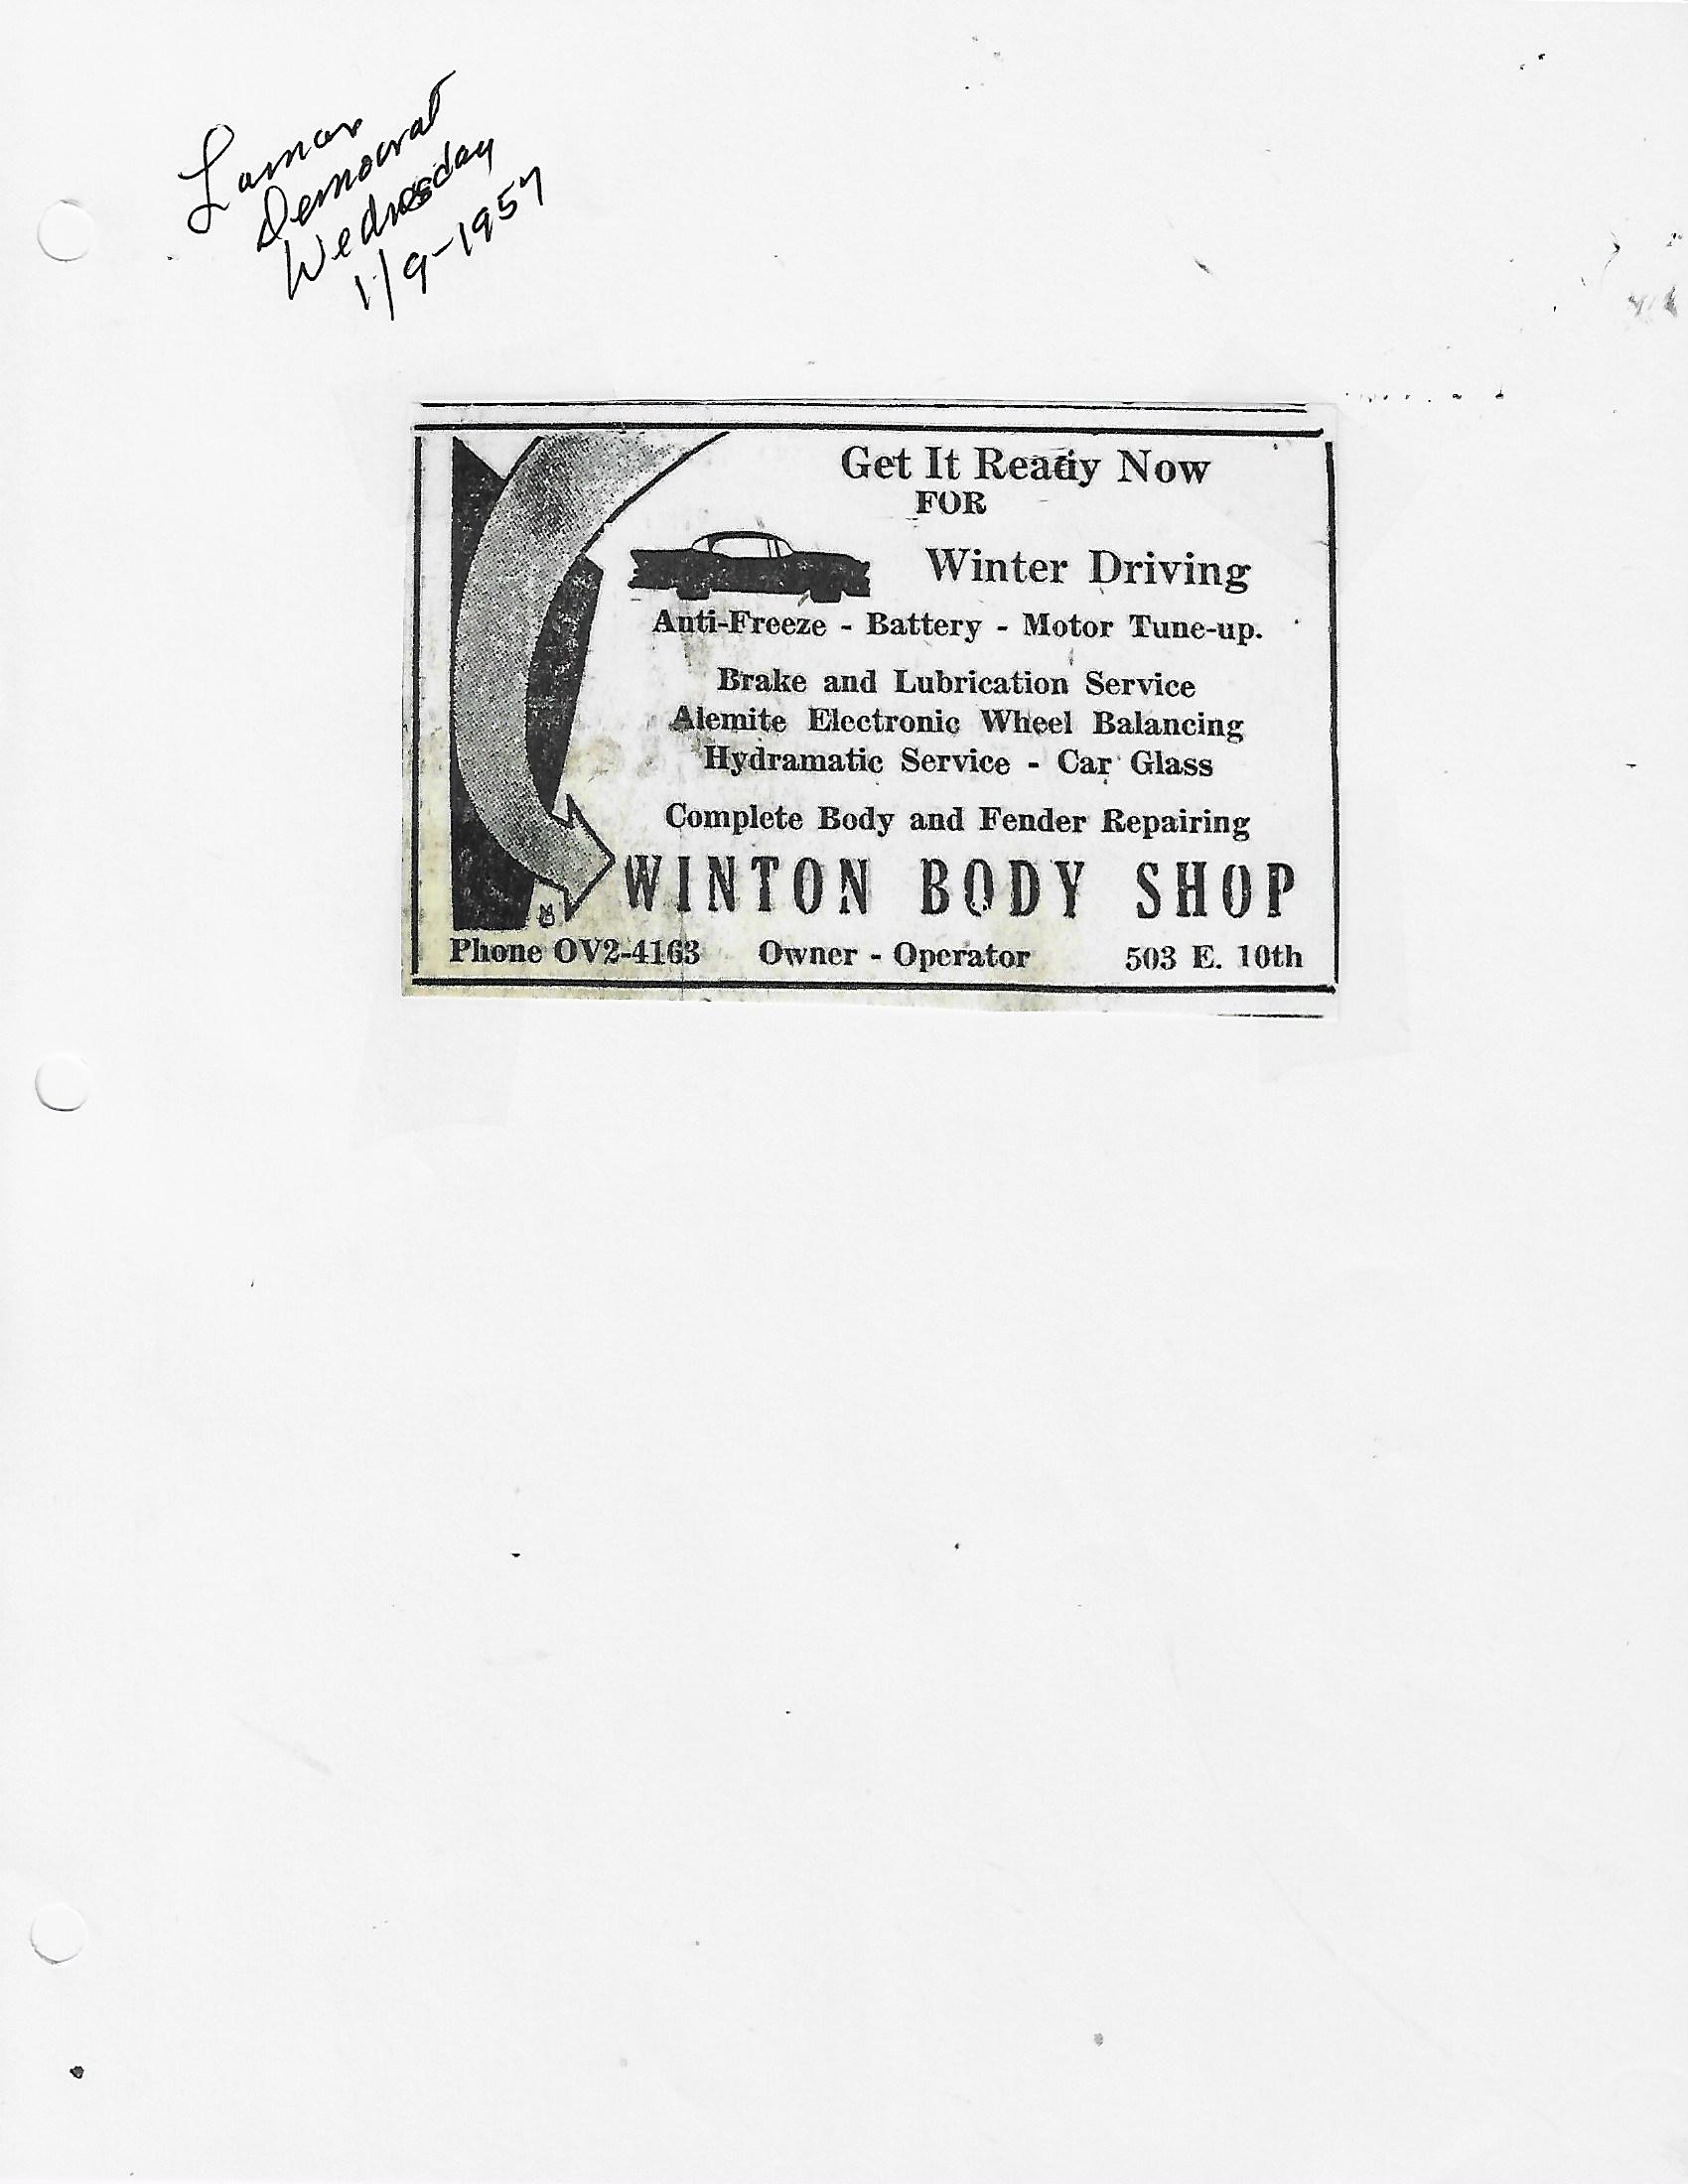 Lamar
Democrat
Wednesday
1/9-1957
Get It Ready Now
FOR
Winter Driving
Anti-Freeze - Battery - Motor Tune-up.
Brake and Lubrication Service
Alemite Electronic Wheel Balancing
Hydramatic Service - Car Glass
Complete Body and Fender Repairing
WINTON BODY SHOP
Phone OV2-4163 Owner - Operator 503 E. 10th